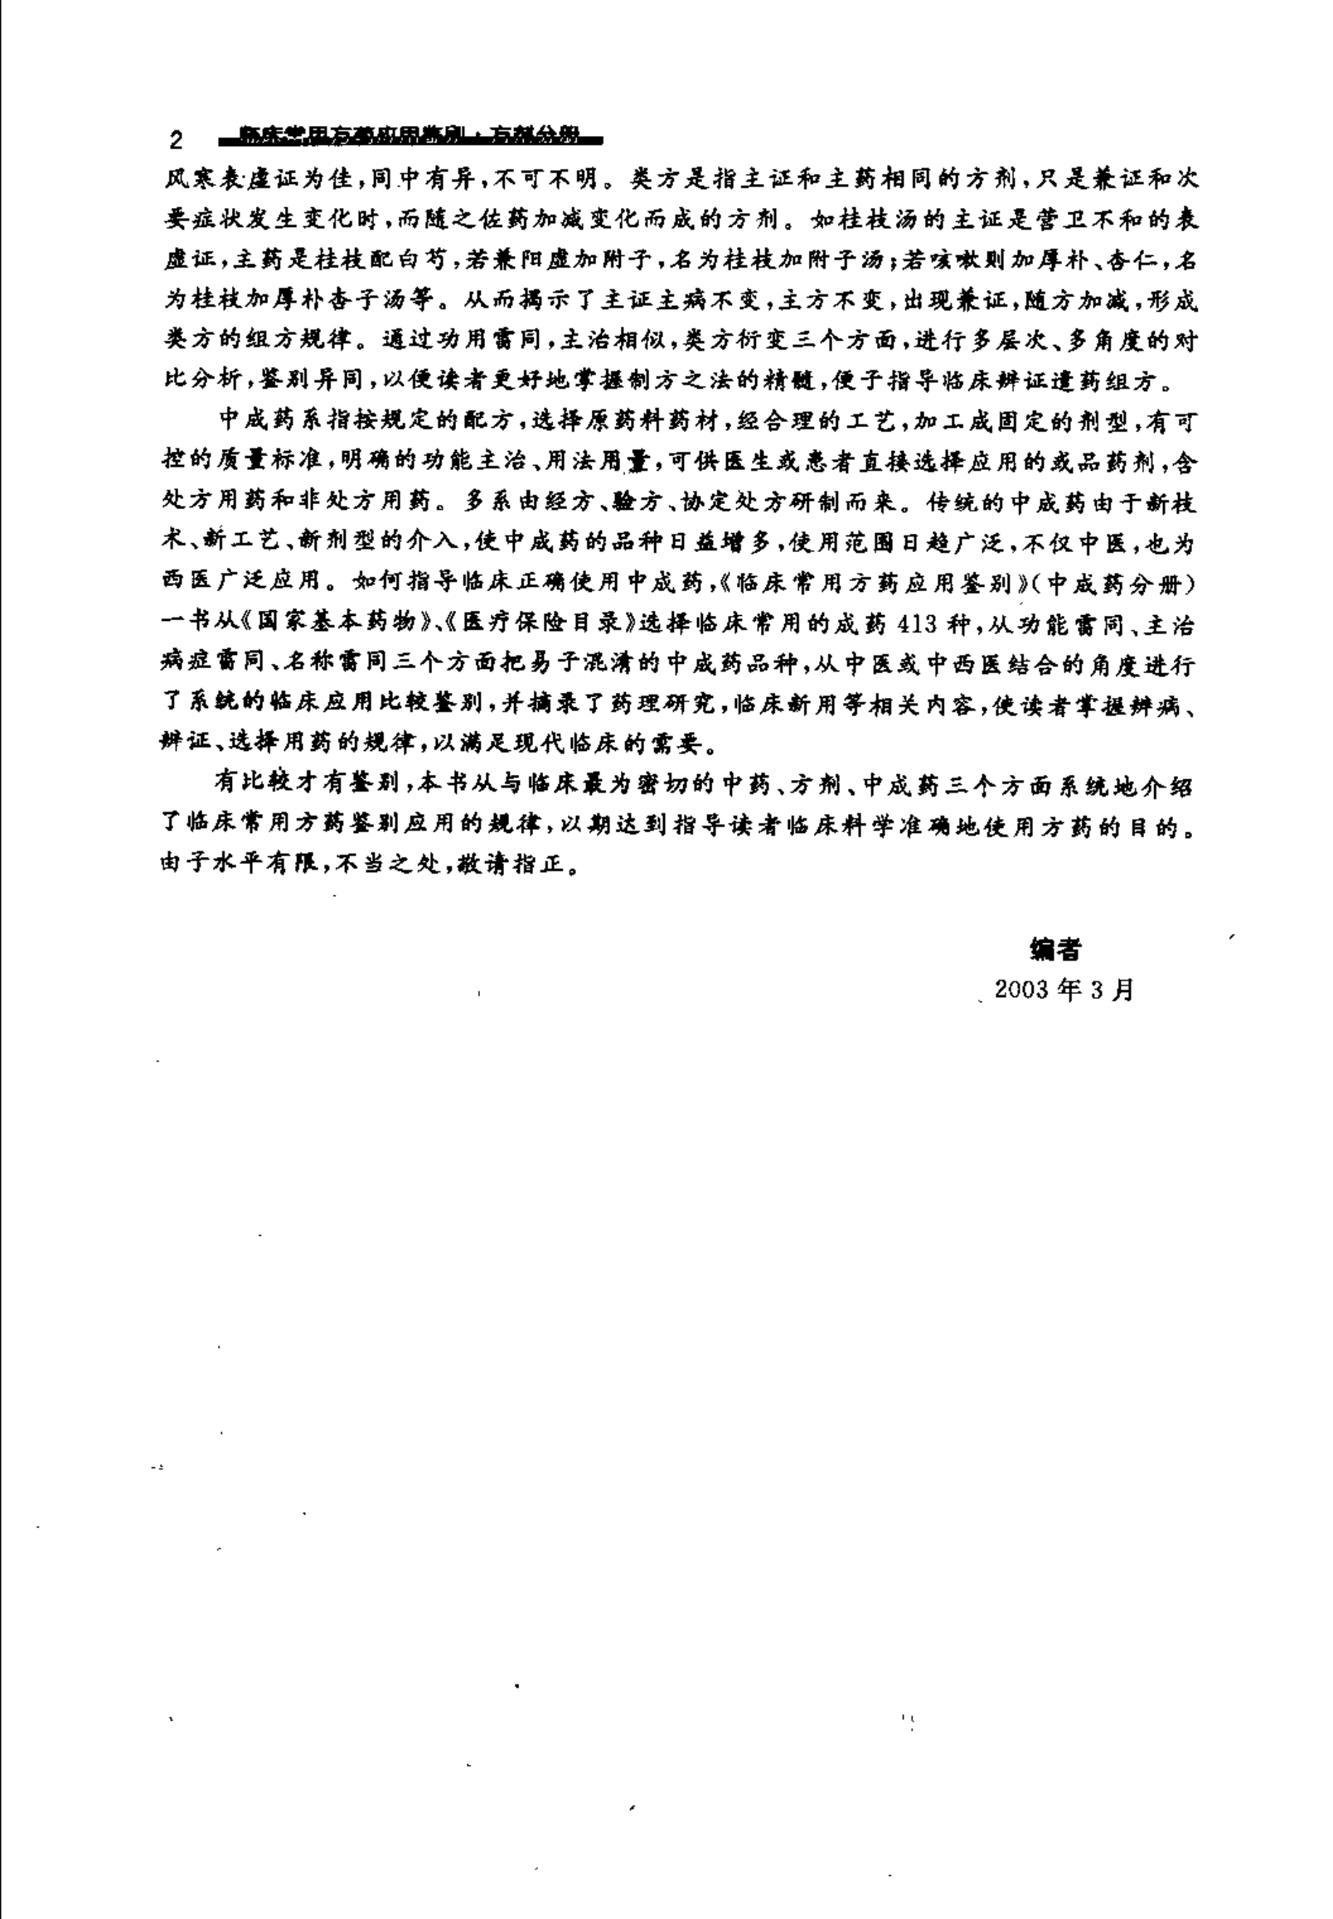 2 临床常用方药应用鉴别·方剂分册
风寒表虚证为佳，同中有异，不可不明。类方是指主证和主药相同的方剂，只是兼证和次
要症状发生变化时，而随之佐药加减变化而成的方剂。如桂枝汤的主证是营卫不和的表
虚证，主药是桂枝配白芍，若兼阳虚加附子，名为桂枝加附子汤；若咳嗽则加厚朴、杏仁，名
为桂枝加厚朴杏子汤等。从而揭示了主证主病不变，主方不变，出现兼证，随方加减，形成
类方的组方规律。通过功用雷同，主治相似，类方衍变三个方面，进行多层次、多角度的对
比分析，鉴别异同，以便读者更好地掌握制方之法的精髓，便于指导临床辨证遣药组方。
中成药系指按规定的配方，选择原药料药材，经合理的工艺，加工成固定的剂型，有可
控的质量标准，明确的功能主治、用法用量，可供医生或患者直接选择应用的成品药剂，含
处方用药和非处方用药。多系由经方、验方、协定处方研制而来。传统的中成药由于新技
术、新工艺、新剂型的介入，使中成药的品种日益增多，使用范围日趋广泛，不仅中医，也为
西医广泛应用。如何指导临床正确使用中成药，《临床常用方药应用鉴别》（中成药分册）
一书从《国家基本药物》、《医疗保险目录》选择临床常用的成药 413 种，从功能雷同、主治
病症雷同、名称雷同三个方面把易于混淆的中成药品种，从中医或中西医结合的角度进行
了系统的临床应用比较鉴别，并摘录了药理研究，临床新用等相关内容，使读者掌握辨病、
辨证、选择用药的规律，以满足现代临床的需要。
有比较才有鉴别，本书从与临床最为密切的中药、方剂、中成药三个方面系统地介绍
了临床常用方药鉴别应用的规律，以期达到指导读者临床科学准确地使用方药的目的。
由于水平有限，不当之处，敬请指正。
编者
2003 年 3 月